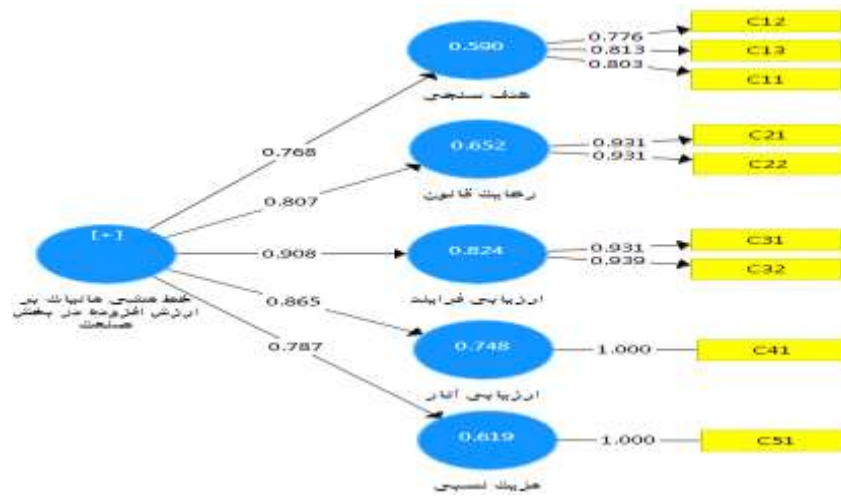 C12
0.776
0.590
0.813
C13
0.803
C11
هدف سنجی
0.768
C21
0.931
0.652
0.931
C22
رعایت قانون
0.807
[+]
C31
0.931
0.908
0.824
0.939
C32
خط مشی مالیات بر
ارزش افزوده در بخش
صنعت
ارزیابی فرایند
0.865
0.748
1.000
C41
0.787
ارزیابی آثار
0.619
1.000
C51
مزیت نسبی